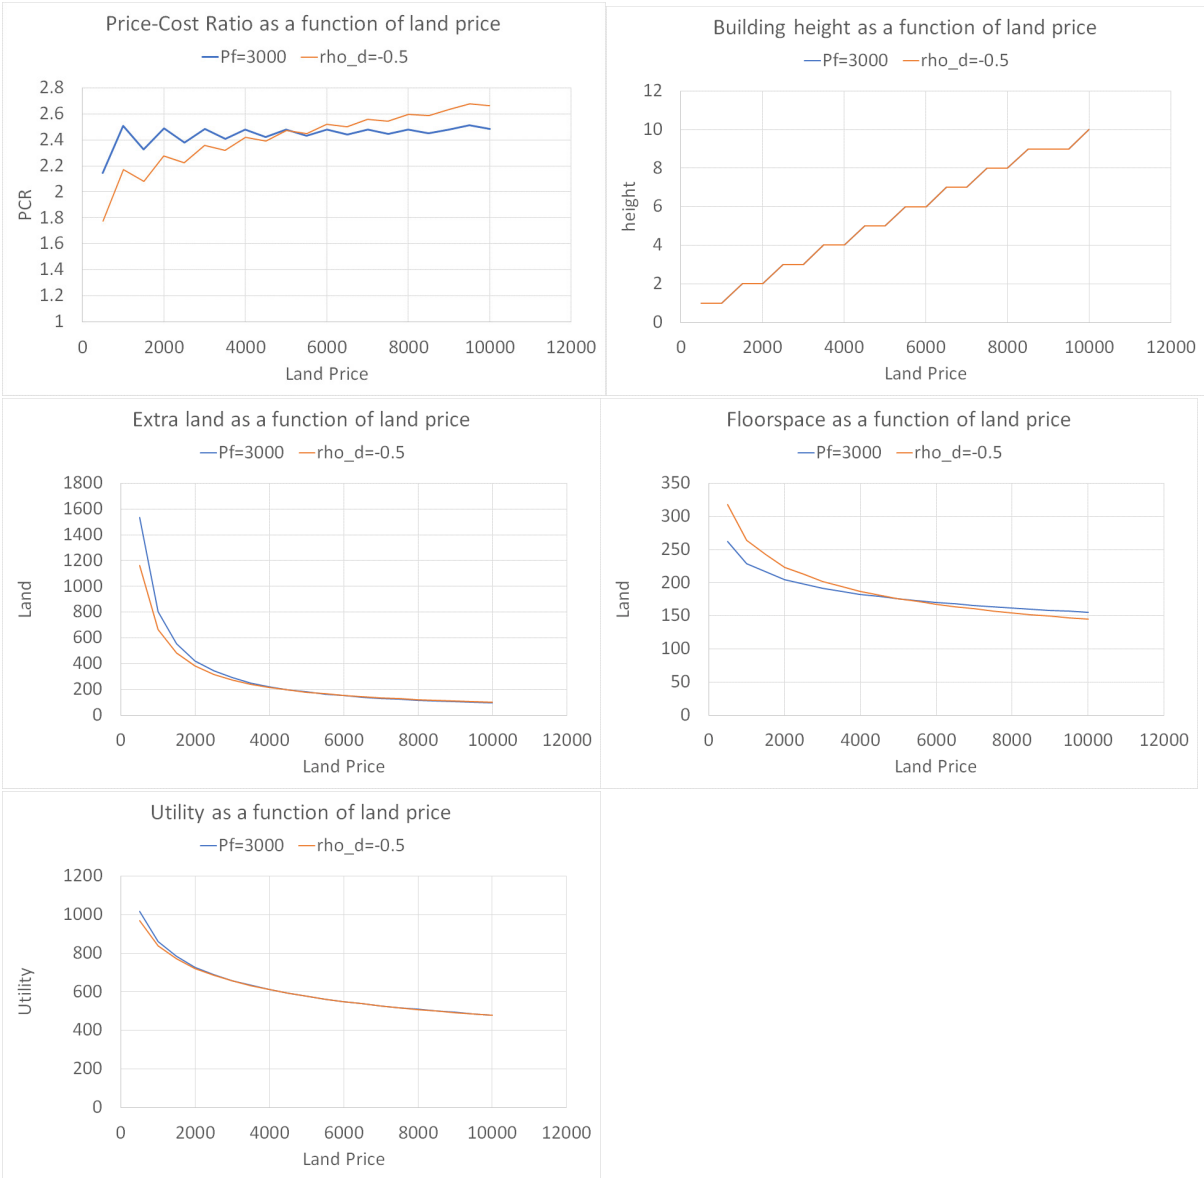 Price-Cost Ratio as a function of land price
Pf=3000 rho_d=-0.5
2.8
2.6
2.4
2.2
2
1.8
1.6
1.4
1.2
1
PCR
0 2000 4000 6000 8000 10000 12000
Land Price
Building height as a function of land price
Pf=3000 rho_d=-0.5
12
10
8
6
4
2
0
height
0 2000 4000 6000 8000 10000 12000
Land Price
Extra land as a function of land price
Pf=3000 rho_d=-0.5
1800
1600
1400
1200
1000
800
600
400
200
0
Land
0 2000 4000 6000 8000 10000 12000
Land Price
Floorspace as a function of land price
Pf=3000 rho_d=-0.5
350
300
250
200
150
100
50
0
Land
0 2000 4000 6000 8000 10000 12000
Land Price
Utility as a function of land price
Pf=3000 rho_d=-0.5
1200
1000
800
600
400
200
0
Utility
0 2000 4000 6000 8000 10000 12000
Land Price